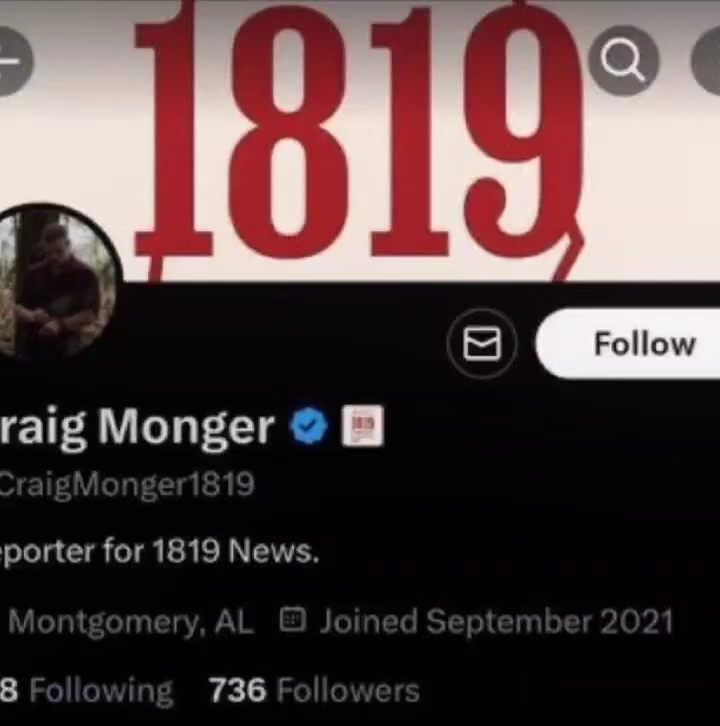 1819
Follow
raig Monger
CraigMonger1819
eporter for 1819 News.
Montgomery, AL Joined September 2021
8 Following 736 Followers